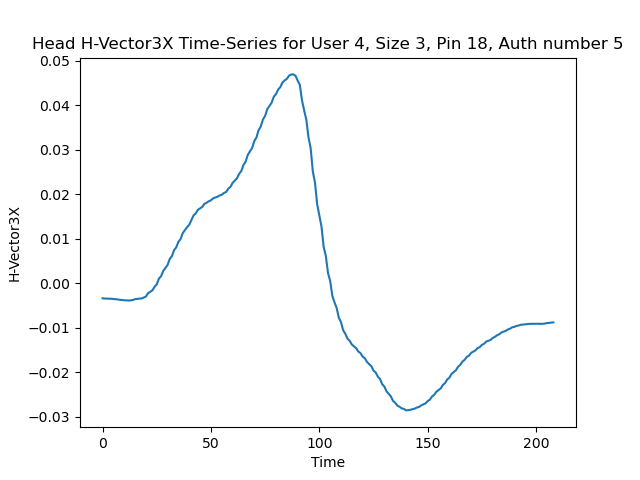 Head H-Vector3X Time-Series for User 4, Size 3, Pin 18, Auth number 5
0.05
0.04
0.03
0.02
0.01
0.00
−0.01
−0.02
−0.03
H-Vector3X
0 50 100 150 200
Time